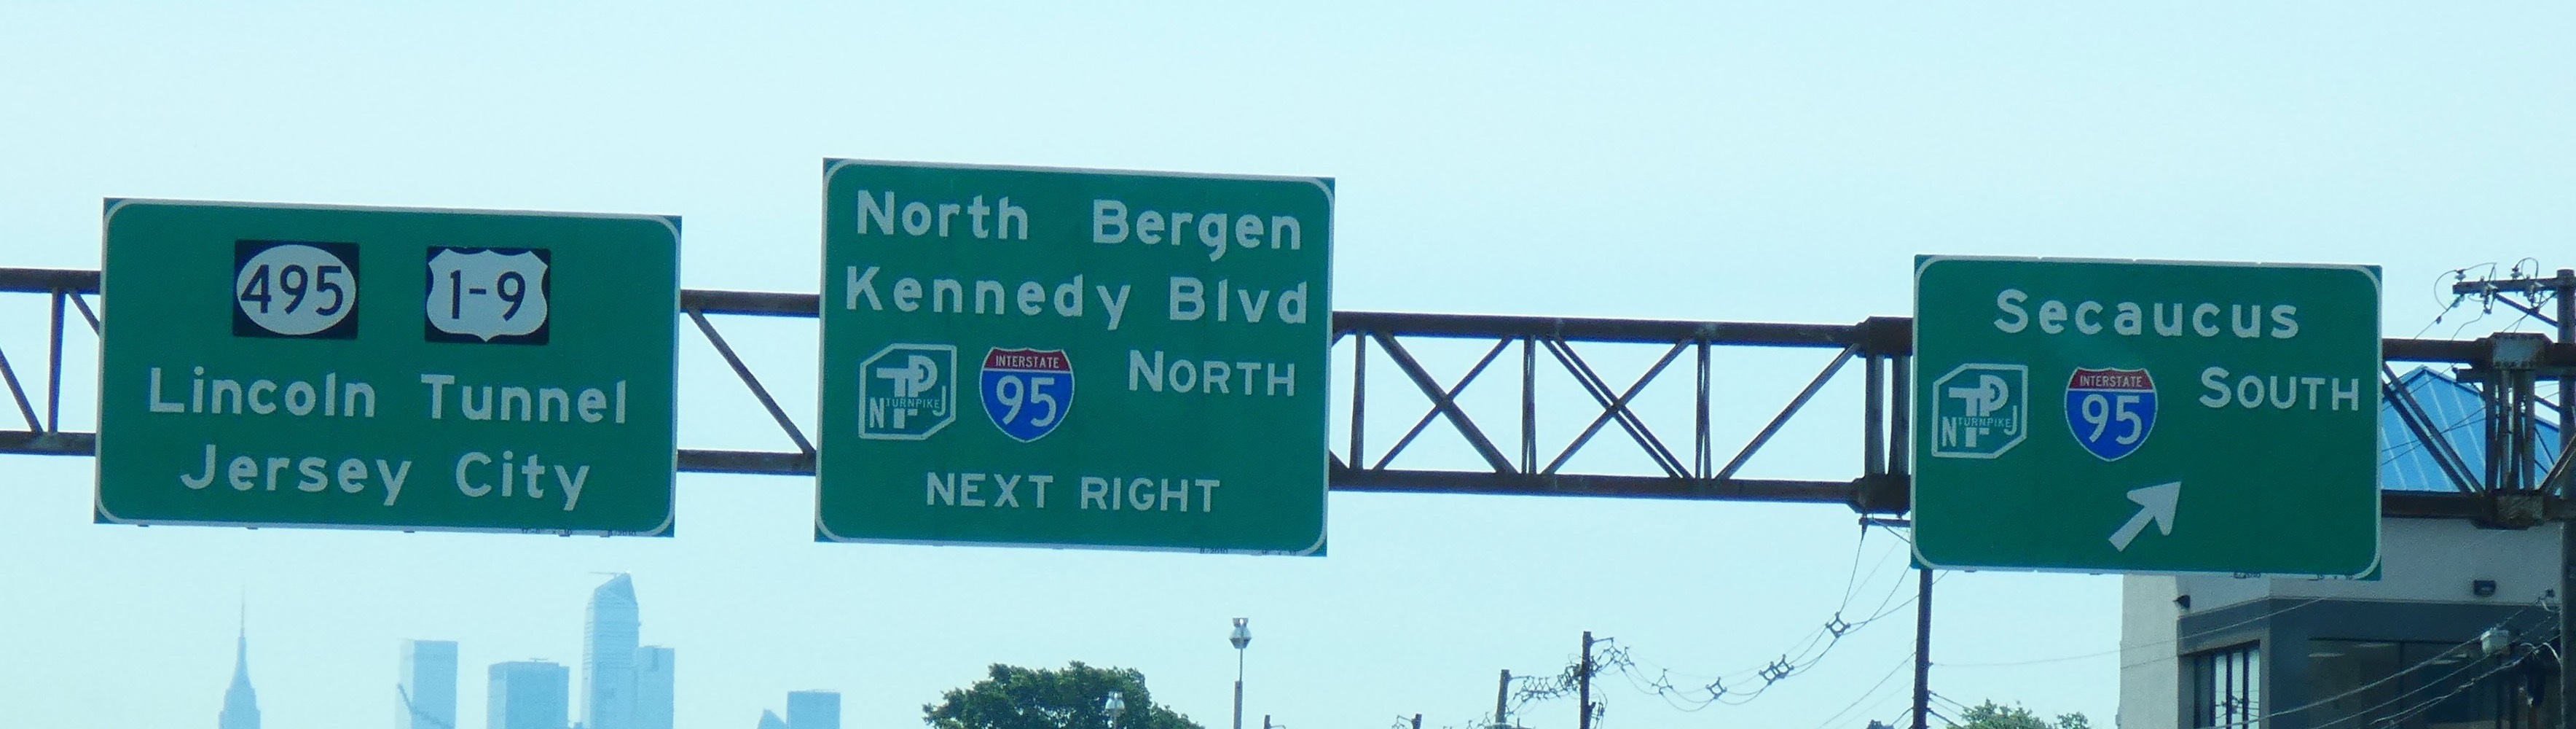 495 1-9
Lincoln Tunnel
Jersey City
North Bergen
Kennedy Blvd
NJ TURNPIKE INTERSTATE 95 NORTH
NEXT RIGHT
Secaucus
NJ TURNPIKE INTERSTATE 95 SOUTH